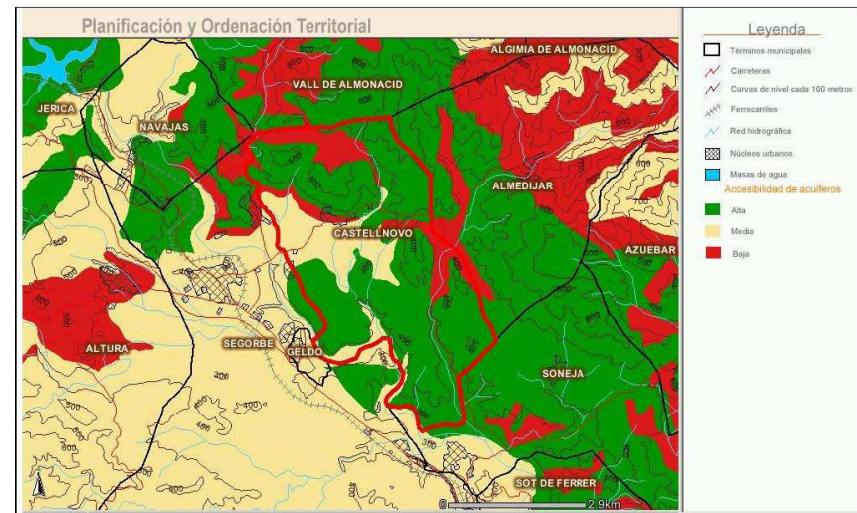 Planificación y Ordenación Territorial
ALGIMIA DE ALMONACID
VALL DE ALMONACID
JERICA
NAVAJAS
ALMEDIJAR
CASTELLNOVO
AZUEBAR
SEGORBE
GELDO
ALTURA
SONEJA
SOT DE FERRER
0 2.9km
Leyenda
Términos municipales
Carreteras
Curvas de nivel cada 100 metros
Ferrocarriles
Red hidrográfica
Núcleos urbanos
Masas de agua
Accesibilidad de acuíferos
Alta
Media
Baja